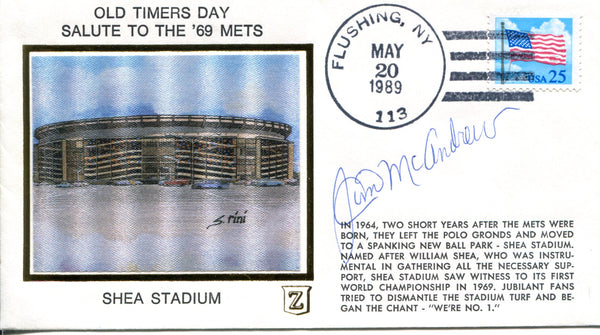 OLD TIMERS DAY
SALUTE TO THE '69 METS
S. rini
SHEA STADIUM
Z
FLUSHING, NY
MAY
20
1989
113
USA 25
Jim McAndrew
IN 1964, TWO SHORT YEARS AFTER THE METS WERE
BORN, THEY LEFT THE POLO GRONDS AND MOVED
TO A SPANKING NEW BALL PARK - SHEA STADIUM.
NAMED AFTER WILLIAM SHEA, WHO WAS INSTRU-
MENTAL IN GATHERING ALL THE NECESSARY SUP-
PORT, SHEA STADIUM SAW WITNESS TO ITS FIRST
WORLD CHAMPIONSHIP IN 1969. JUBILANT FANS
TRIED TO DISMANTLE THE STADIUM TURF AND BE-
GAN THE CHANT - "WE'RE NO. 1."